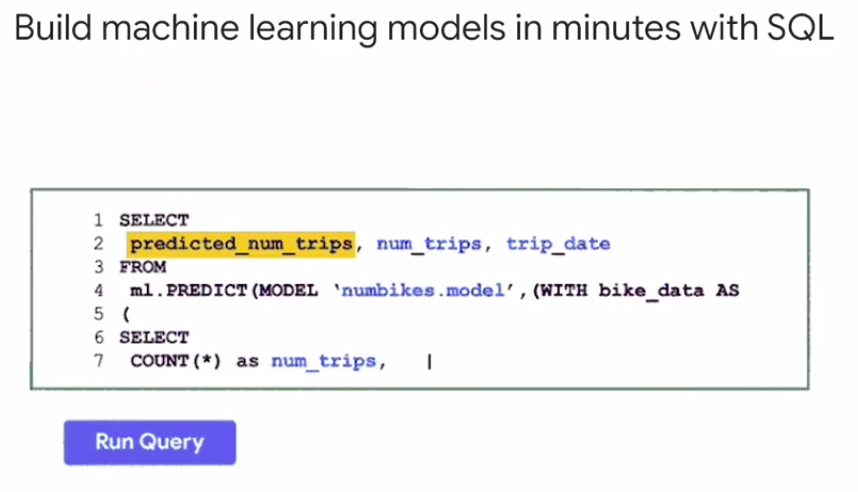 Build machine learning models in minutes with SQL
1 SELECT
2 predicted_num_trips, num_trips, trip_date
3 FROM
4 ml.PREDICT(MODEL ‵numbikes.model′,(WITH bike_data AS
5 (
6 SELECT
7 COUNT(*) as num_trips, |
Run Query